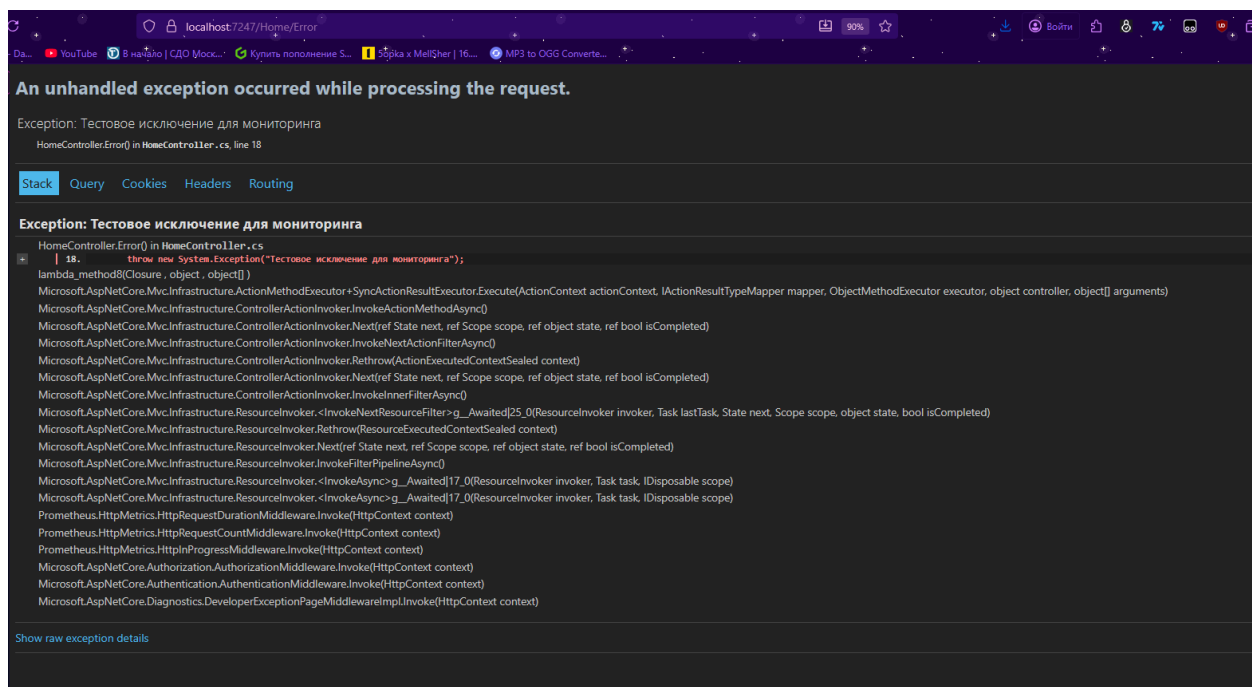 localhost:7247/Home/Error
90%
Войти
Da...
YouTube
В начало | СДО Моск...
Купить пополнение S...
5opka x MellSher | 16....
MP3 to OGG Converte...
An unhandled exception occurred while processing the request.
Exception: Тестовое исключение для мониторинга
HomeController.Error() in HomeController.cs, line 18
Stack Query Cookies Headers Routing
Exception: Тестовое исключение для мониторинга
HomeController.Error() in HomeController.cs
+ 18. throw new System.Exception("Тестовое исключение для мониторинга");
lambda_method8(Closure , object , object[] )
Microsoft.AspNetCore.Mvc.Infrastructure.ActionMethodExecutor+SyncActionResultExecutor.Execute(ActionContext actionContext, IActionResultTypeMapper mapper, ObjectMethodExecutor executor, object controller, object[] arguments)
Microsoft.AspNetCore.Mvc.Infrastructure.ControllerActionInvoker.InvokeActionMethodAsync()
Microsoft.AspNetCore.Mvc.Infrastructure.ControllerActionInvoker.Next(ref State next, ref Scope scope, ref object state, ref bool isCompleted)
Microsoft.AspNetCore.Mvc.Infrastructure.ControllerActionInvoker.InvokeNextActionFilterAsync()
Microsoft.AspNetCore.Mvc.Infrastructure.ControllerActionInvoker.Rethrow(ActionExecutedContextSealed context)
Microsoft.AspNetCore.Mvc.Infrastructure.ControllerActionInvoker.Next(ref State next, ref Scope scope, ref object state, ref bool isCompleted)
Microsoft.AspNetCore.Mvc.Infrastructure.ControllerActionInvoker.InvokeInnerFilterAsync()
Microsoft.AspNetCore.Mvc.Infrastructure.ResourceInvoker.<InvokeNextResourceFilter>g__Awaited|25_0(ResourceInvoker invoker, Task lastTask, State next, Scope scope, object state, bool isCompleted)
Microsoft.AspNetCore.Mvc.Infrastructure.ResourceInvoker.Rethrow(ResourceExecutedContextSealed context)
Microsoft.AspNetCore.Mvc.Infrastructure.ResourceInvoker.Next(ref State next, ref Scope scope, ref object state, ref bool isCompleted)
Microsoft.AspNetCore.Mvc.Infrastructure.ResourceInvoker.InvokeFilterPipelineAsync()
Microsoft.AspNetCore.Mvc.Infrastructure.ResourceInvoker.<InvokeAsync>g__Awaited|17_0(ResourceInvoker invoker, Task task, IDisposable scope)
Microsoft.AspNetCore.Mvc.Infrastructure.ResourceInvoker.<InvokeAsync>g__Awaited|17_0(ResourceInvoker invoker, Task task, IDisposable scope)
Prometheus.HttpMetrics.HttpRequestDurationMiddleware.Invoke(HttpContext context)
Prometheus.HttpMetrics.HttpRequestCountMiddleware.Invoke(HttpContext context)
Prometheus.HttpMetrics.HttpInProgressMiddleware.Invoke(HttpContext context)
Microsoft.AspNetCore.Authorization.AuthorizationMiddleware.Invoke(HttpContext context)
Microsoft.AspNetCore.Authentication.AuthenticationMiddleware.Invoke(HttpContext context)
Microsoft.AspNetCore.Diagnostics.DeveloperExceptionPageMiddlewareImpl.Invoke(HttpContext context)
Show raw exception details